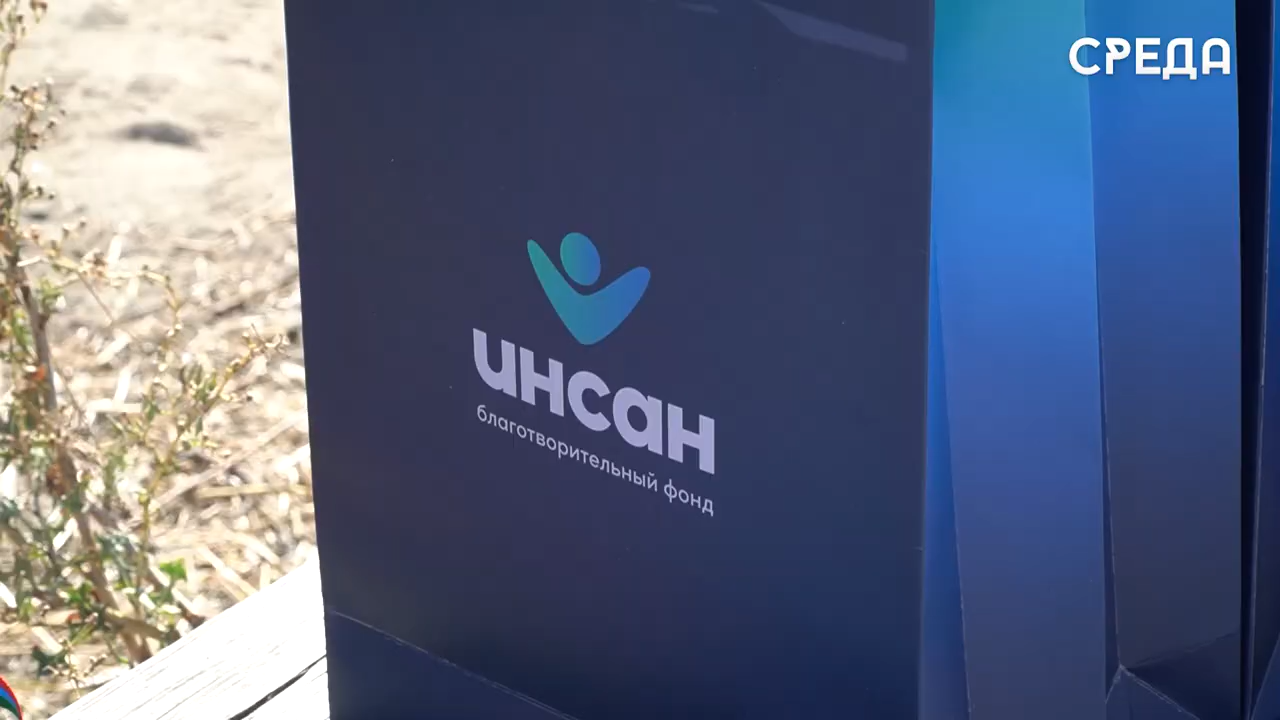 СРЕДА
инсан
благотворительный фонд